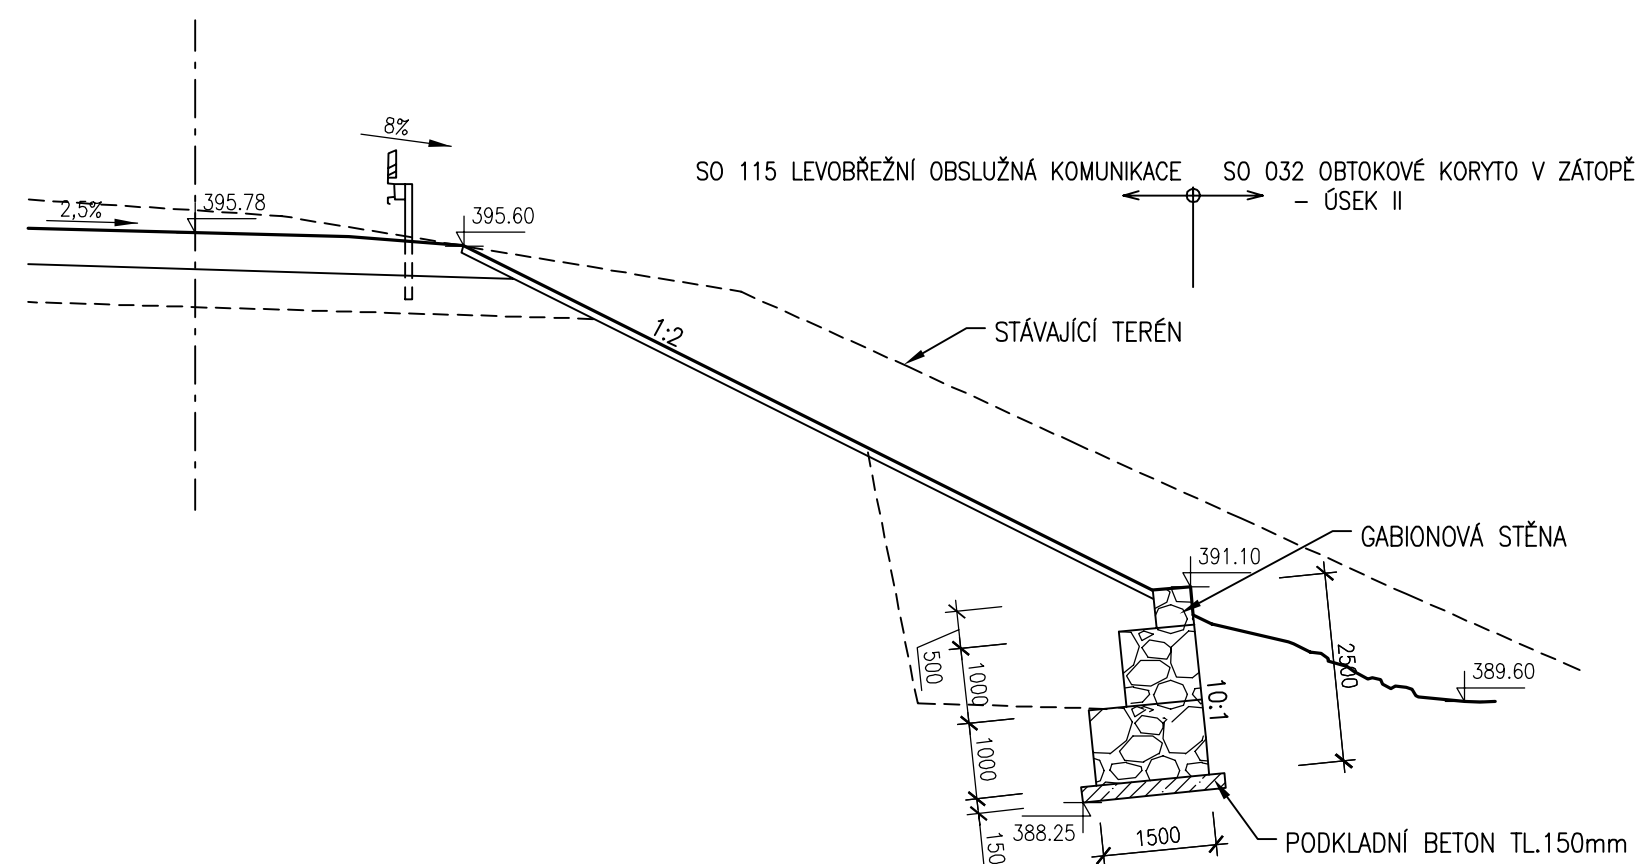 8%
SO 115 LEVOBŘEŽNÍ OBSLUŽNÁ KOMUNIKACE
SO 032 OBTOKOVÉ KORYTO V ZÁTOPĚ
– ÚSEK II
2,5%
395.78
395.60
1:2
STÁVAJÍCÍ TERÉN
GABIONOVÁ STĚNA
391.10
500
1000
2500
389.60
10:1
1000
388.25
1500
150
PODKLADNÍ BETON TL.150mm